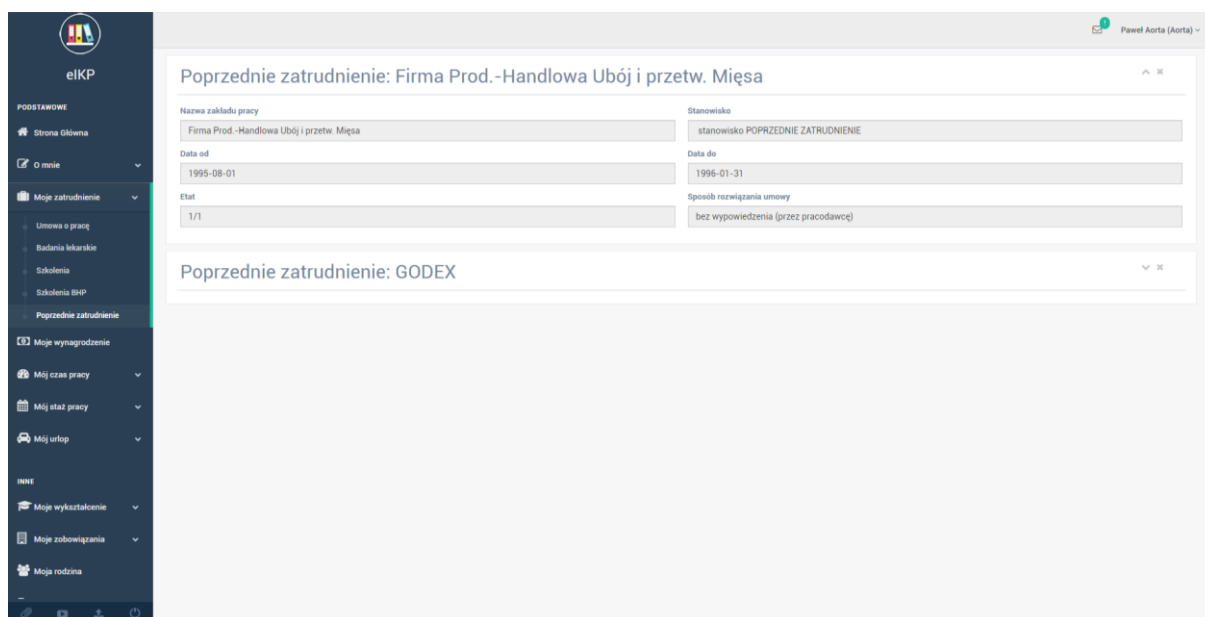 eIKP
PODSTAWOWE
Strona Główna
O mnie
Moje zatrudnienie
Umowa o pracę
Badania lekarskie
Szkolenia
Szkolenia BHP
Poprzednie zatrudnienie
Moje wynagrodzenie
Mój czas pracy
Mój staż pracy
Mój urlop
INNE
Moje wykształcenie
Moje zobowiązania
Moja rodzina
Paweł Aorta (Aorta)
Poprzednie zatrudnienie: Firma Prod.-Handlowa Ubój i przetw. Mięsa
Nazwa zakładu pracy
Stanowisko
Firma Prod.-Handlowa Ubój i przetw. Mięsa
stanowisko POPRZEDNIE ZATRUDNIENIE
Data od
Data do
1995-08-01
1996-01-31
Etat
Sposób rozwiązania umowy
1/1
bez wypowiedzenia (przez pracodawcę)
Poprzednie zatrudnienie: GODEX